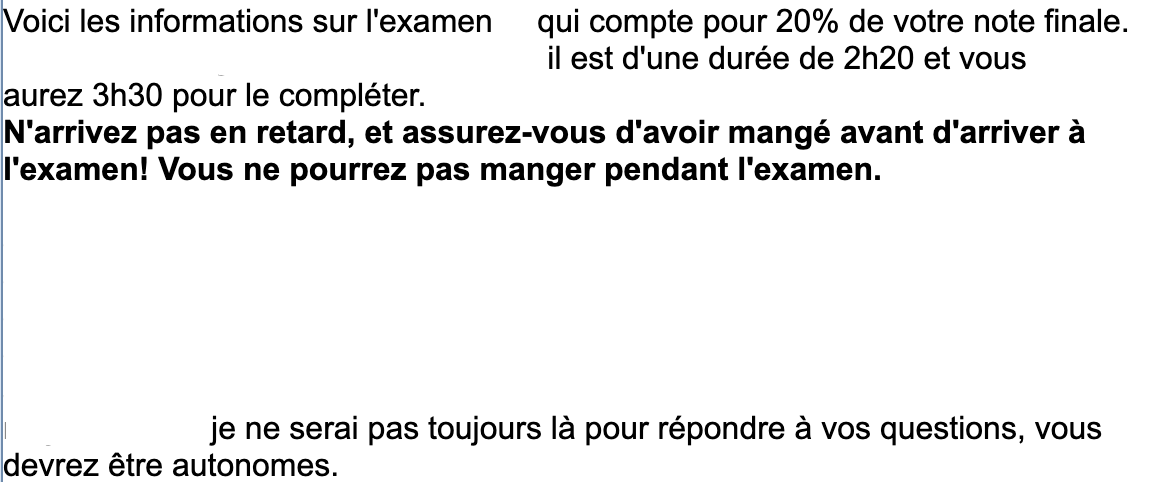 Voici les informations sur l'examen qui compte pour 20% de votre note finale.
il est d'une durée de 2h20 et vous
aurez 3h30 pour le compléter.
N'arrivez pas en retard, et assurez-vous d'avoir mangé avant d'arriver à
l'examen! Vous ne pourrez pas manger pendant l'examen.
je ne serai pas toujours là pour répondre à vos questions, vous
devrez être autonomes.